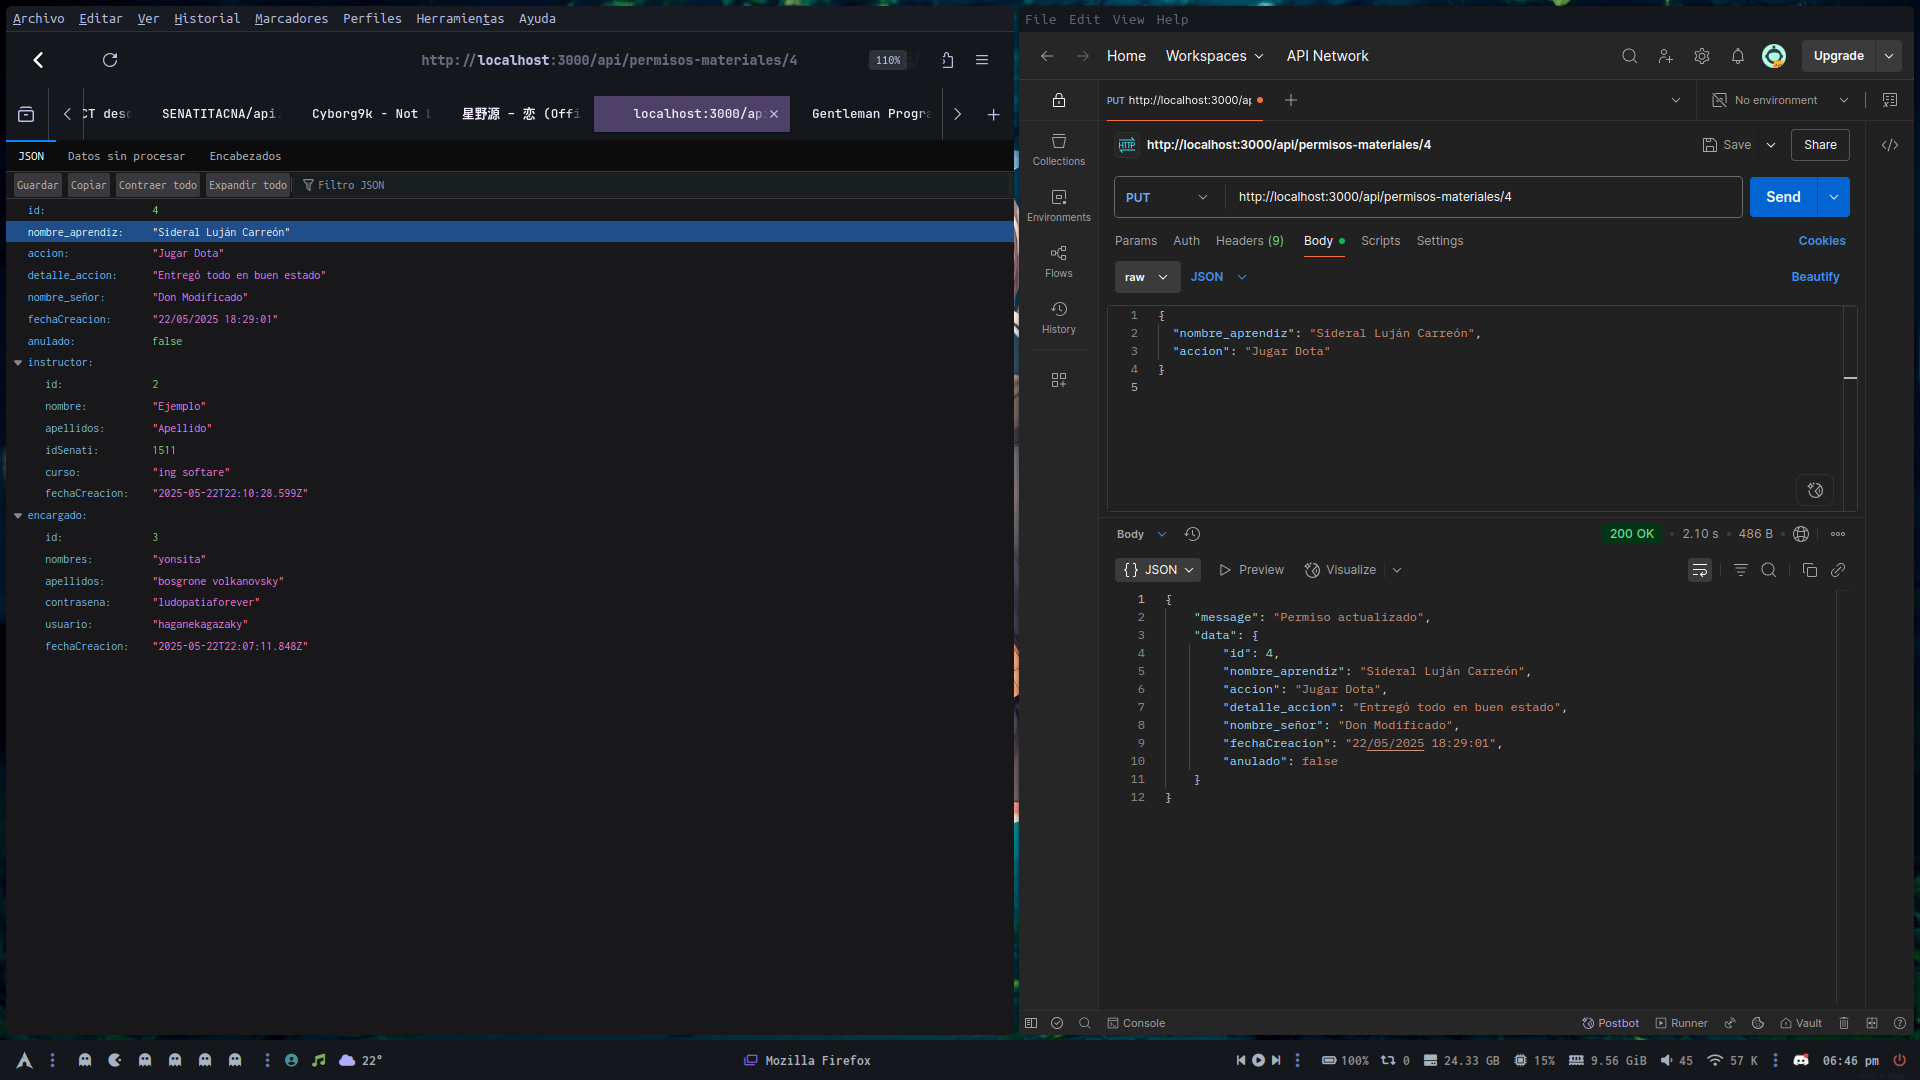 Archivo Editar Ver Historial Marcadores Perfiles Herramientas Ayuda
http://localhost:3000/api/permisos-materiales/4 110%
SENATITACNA/api Cyborg9k - Not 星野源 - 恋 (Offi localhost:3000/ap Gentleman Progra
JSON Datos sin procesar Encabezados
Guardar Copiar Contraer todo Expandir todo Filtro JSON
id: 4
nombre_aprendiz: "Sideral Luján Carreón"
accion: "Jugar Dota"
detalle_accion: "Entregó todo en buen estado"
nombre_señor: "Don Modificado"
fechaCreacion: "22/05/2025 18:29:01"
anulado: false
instructor:
id: 2
nombre: "Ejemplo"
apellidos: "Apellido"
idSenati: 1511
curso: "ing softare"
fechaCreacion: "2025-05-22T22:10:28.599Z"
encargado:
id: 3
nombres: "yonsita"
apellidos: "bosgrone volkanovsky"
contrasena: "ludopatiaforever"
usuario: "haganekagazaky"
fechaCreacion: "2025-05-22T22:07:11.848Z"
File Edit View Help
Home Workspaces API Network Upgrade
PUT http://localhost:3000/ap No environment
Collections
Environments
Flows
History
HTTP http://localhost:3000/api/permisos-materiales/4 Save Share
PUT http://localhost:3000/api/permisos-materiales/4 Send
Params Auth Headers (9) Body Scripts Settings Cookies
raw JSON Beautify
1 {
2 "nombre_aprendiz": "Sideral Luján Carreón",
3 "accion": "Jugar Dota"
4 }
5
Body 200 OK 2.10 s 486 B
{} JSON Preview Visualize
1 {
2 "message": "Permiso actualizado",
3 "data": {
4 "id": 4,
5 "nombre_aprendiz": "Sideral Luján Carreón",
6 "accion": "Jugar Dota",
7 "detalle_accion": "Entregó todo en buen estado",
8 "nombre_señor": "Don Modificado",
9 "fechaCreacion": "22/05/2025 18:29:01",
10 "anulado": false
11 }
12 }
Console Postbot Runner Vault
22° Mozilla Firefox 100% 0 24.33 GB 15% 9.56 GiB 45 57 K 06:46 pm